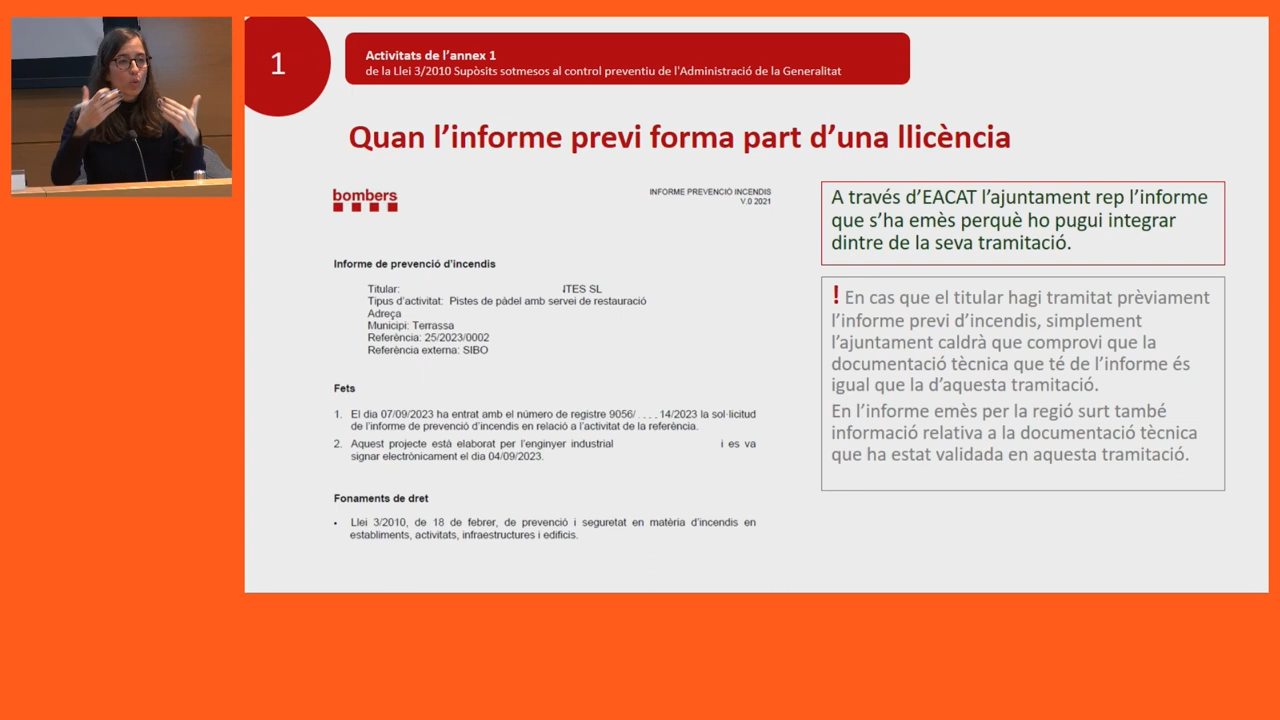 1
Activitats de l’annex 1
de la Llei 3/2010 Supòsits sotmesos al control preventiu de l'Administració de la Generalitat
Quan l’informe previ forma part d’una llicència
bombers
INFORME PREVENCIÓ INCENDIS
V.0 2021
Informe de prevenció d’incendis
Titular: ITES SL
Tipus d’activitat: Pistes de pàdel amb servei de restauració
Adreça
Municipi: Terrassa
Referència: 25/2023/0002
Referència externa: SIBO
Fets
1. El dia 07/09/2023 ha entrat amb el número de registre 9056/ . . . . 14/2023 la sol·licitud
de l’informe de prevenció d’incendis en relació a l’activitat de la referència.
2. Aquest projecte està elaborat per l’enginyer industrial i es va
signar electrònicament el dia 04/09/2023.
Fonaments de dret
• Llei 3/2010, de 18 de febrer, de prevenció i seguretat en matèria d’incendis en
establiments, activitats, infraestructures i edificis.
A través d’EACAT l’ajuntament rep l’informe
que s’ha emès perquè ho pugui integrar
dintre de la seva tramitació.
! En cas que el titular hagi tramitat prèviament
l’informe previ d’incendis, simplement
l’ajuntament caldrà que comprovi que la
documentació tècnica que té de l’informe és
igual que la d’aquesta tramitació.
En l’informe emès per la regió surt també
informació relativa a la documentació tècnica
que ha estat validada en aquesta tramitació.